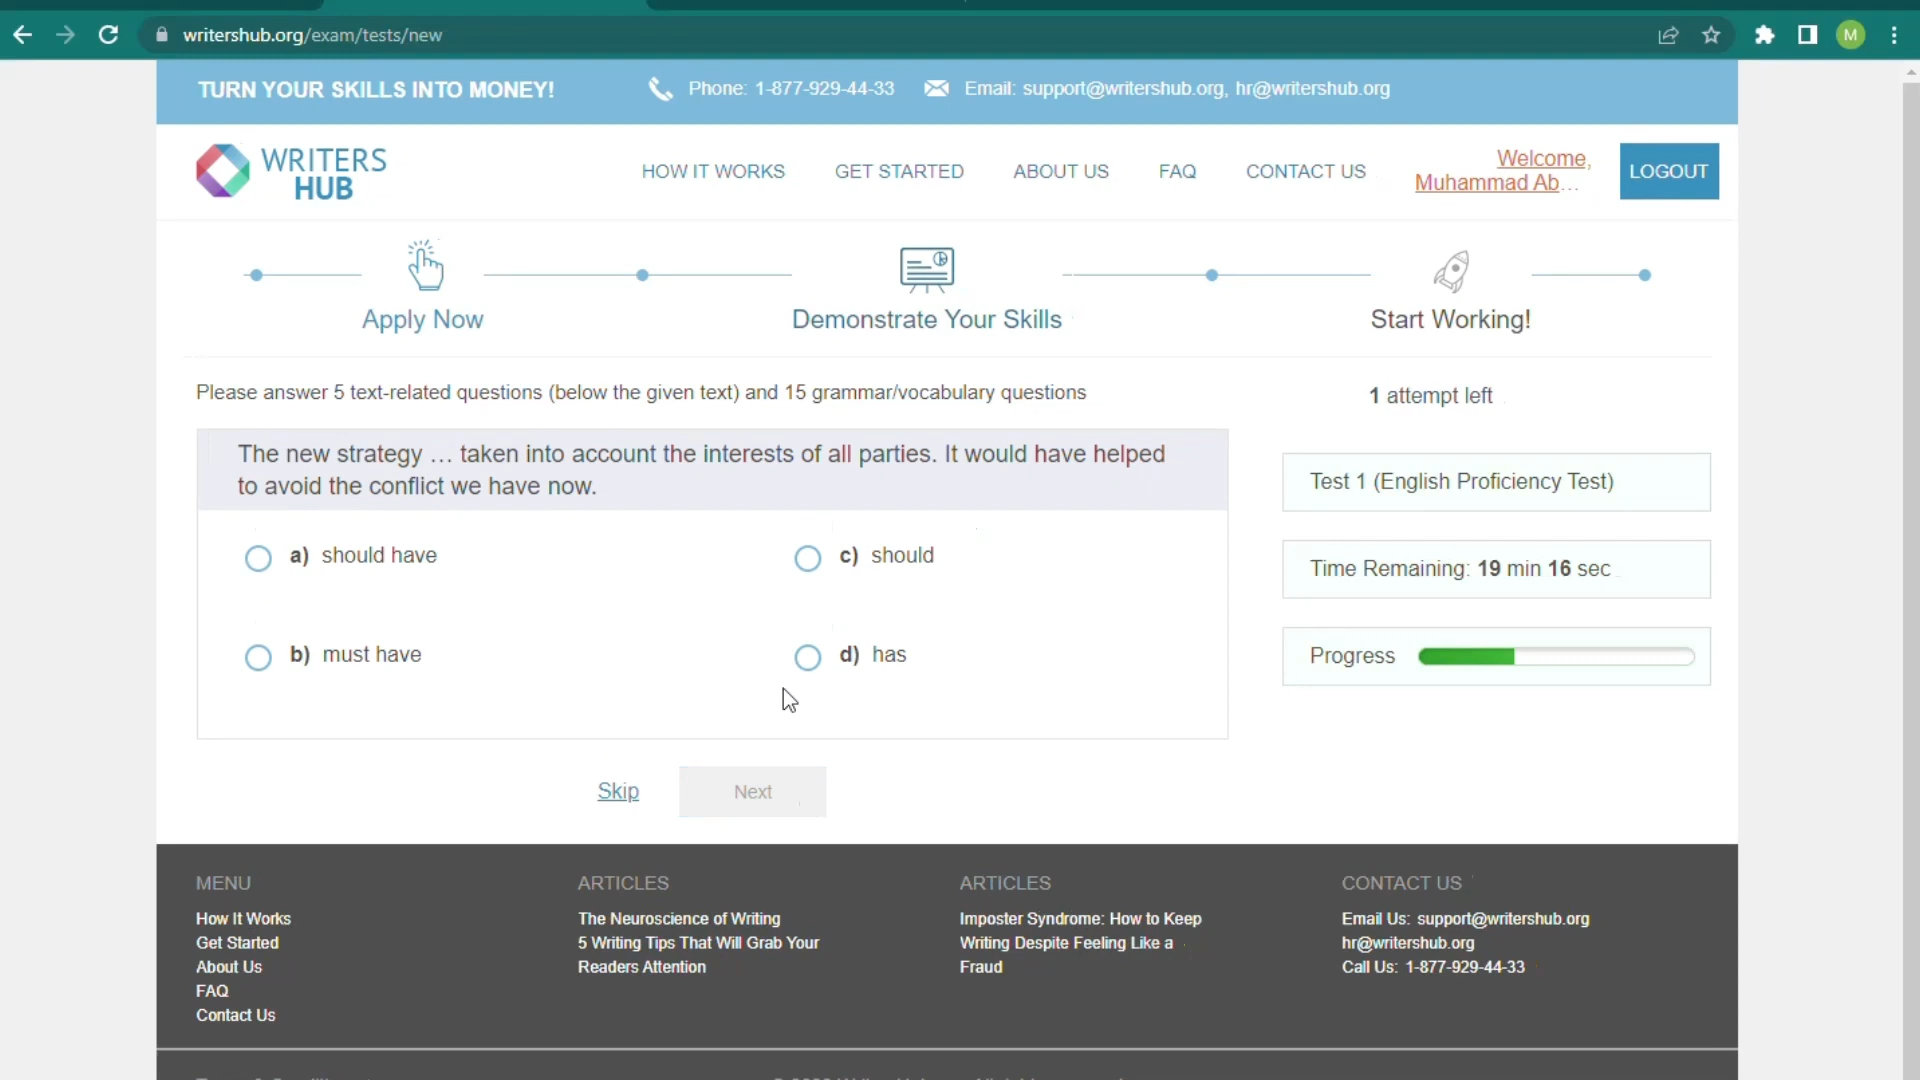 writershub.org/exam/tests/new
M
TURN YOUR SKILLS INTO MONEY!
Phone: 1-877-929-44-33
Email: support@writershub.org, hr@writershub.org
WRITERS
HUB
HOW IT WORKS
GET STARTED
ABOUT US
FAQ
CONTACT US
Welcome,
Muhammad Ab...
LOGOUT
Apply Now
Demonstrate Your Skills
Start Working!
Please answer 5 text-related questions (below the given text) and 15 grammar/vocabulary questions
1 attempt left
The new strategy … taken into account the interests of all parties. It would have helped
to avoid the conflict we have now.
a) should have
c) should
b) must have
d) has
Test 1 (English Proficiency Test)
Time Remaining: 19 min 16 sec
Progress
Skip
Next
MENU
How It Works
Get Started
About Us
FAQ
Contact Us
ARTICLES
The Neuroscience of Writing
5 Writing Tips That Will Grab Your
Readers Attention
ARTICLES
Imposter Syndrome: How to Keep
Writing Despite Feeling Like a
Fraud
CONTACT US
Email Us: support@writershub.org
hr@writershub.org
Call Us: 1-877-929-44-33